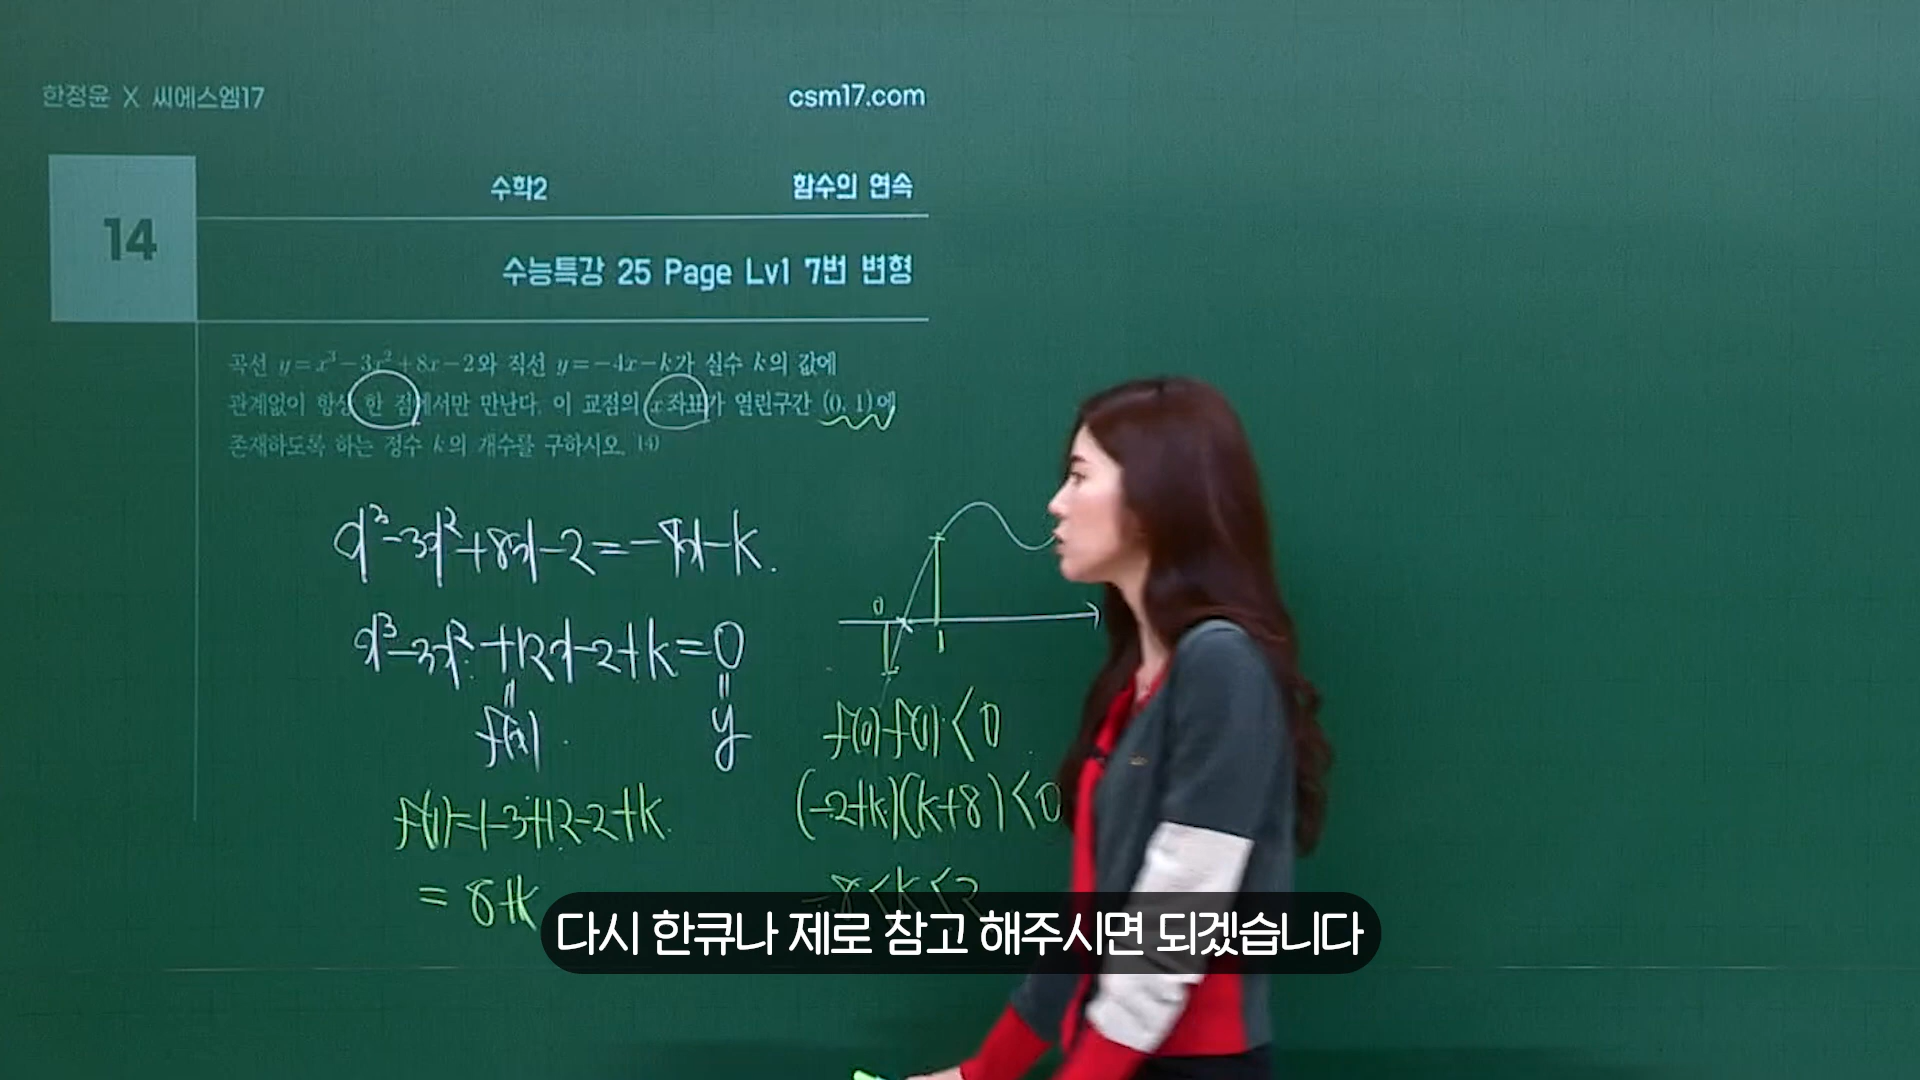 한정윤 X 씨에스엠17
csm17.com
수학2
함수의 연속
14
수능특강 25 Page Lv1 7번 변형
곡선 y=x³-3x²+8x-2와 직선 y=-4x-k가 실수 k의 값에
관계없이 항상 한 점에서만 만난다. 이 교점의 x좌표가 열린구간 (0, 1)에
존재하도록 하는 정수 k의 개수를 구하시오. 14)
x³-3x²+8x-2=-4x-k.
x³-3x²+12x-2+k=0
f(x)
y
f(1)=1-3+12-2+k.
= 8+k
0
1
f(0)f(1)<0
(-2+k)(k+8)<0
-8<k<2
다시 한큐나 제로 참고 해주시면 되겠습니다